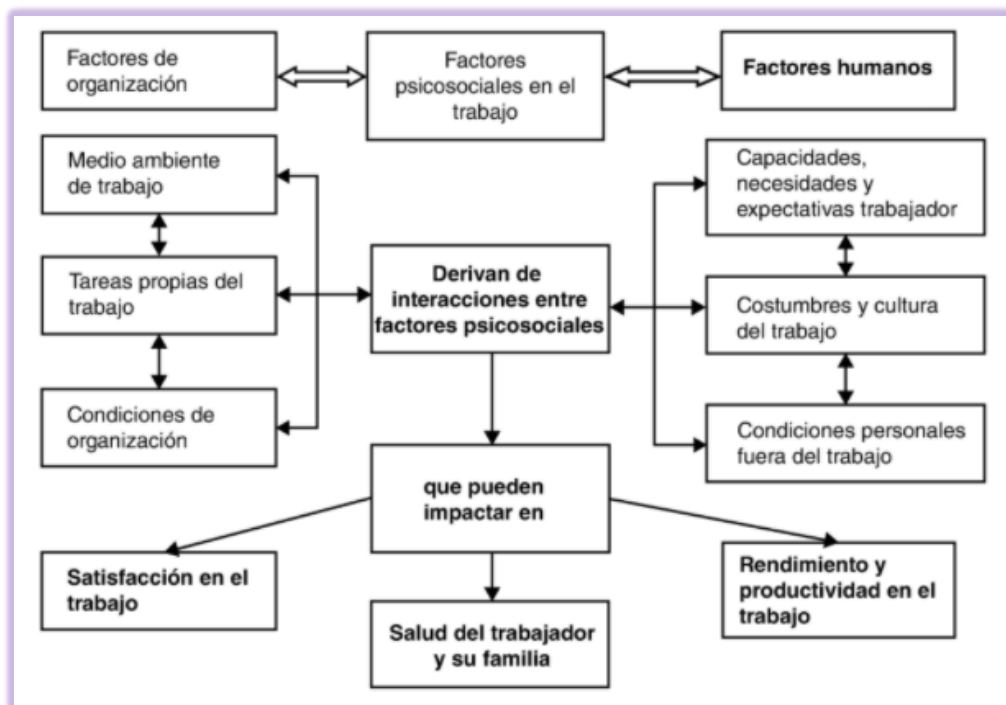 Factores de
organización
Factores
psicosociales en el
trabajo
Factores humanos
Medio ambiente
de trabajo
Tareas propias del
trabajo
Condiciones de
organización
Derivan de
interacciones entre
factores psicosociales
Capacidades,
necesidades y
expectativas trabajador
Costumbres y cultura
del trabajo
Condiciones personales
fuera del trabajo
que pueden
impactar en
Satisfacción en el
trabajo
Salud del trabajador
y su familia
Rendimiento y
productividad en el
trabajo